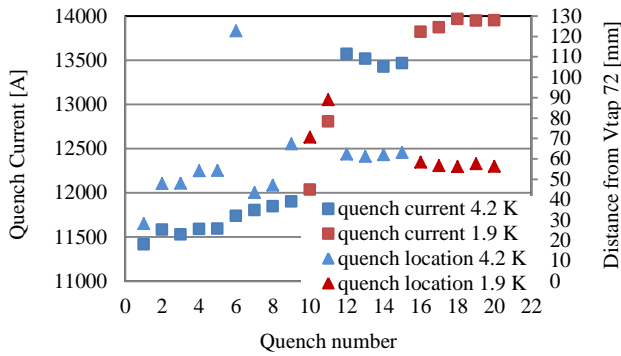 14000
13500
13000
12500
12000
11500
11000
Quench Current [A]
130
120
110
100
90
80
70
60
50
40
30
20
10
0
Distance from Vtap 72 [mm]
quench current 4.2 K
quench current 1.9 K
quench location 4.2 K
quench location 1.9 K
0 2 4 6 8 10 12 14 16 18 20 22
Quench number